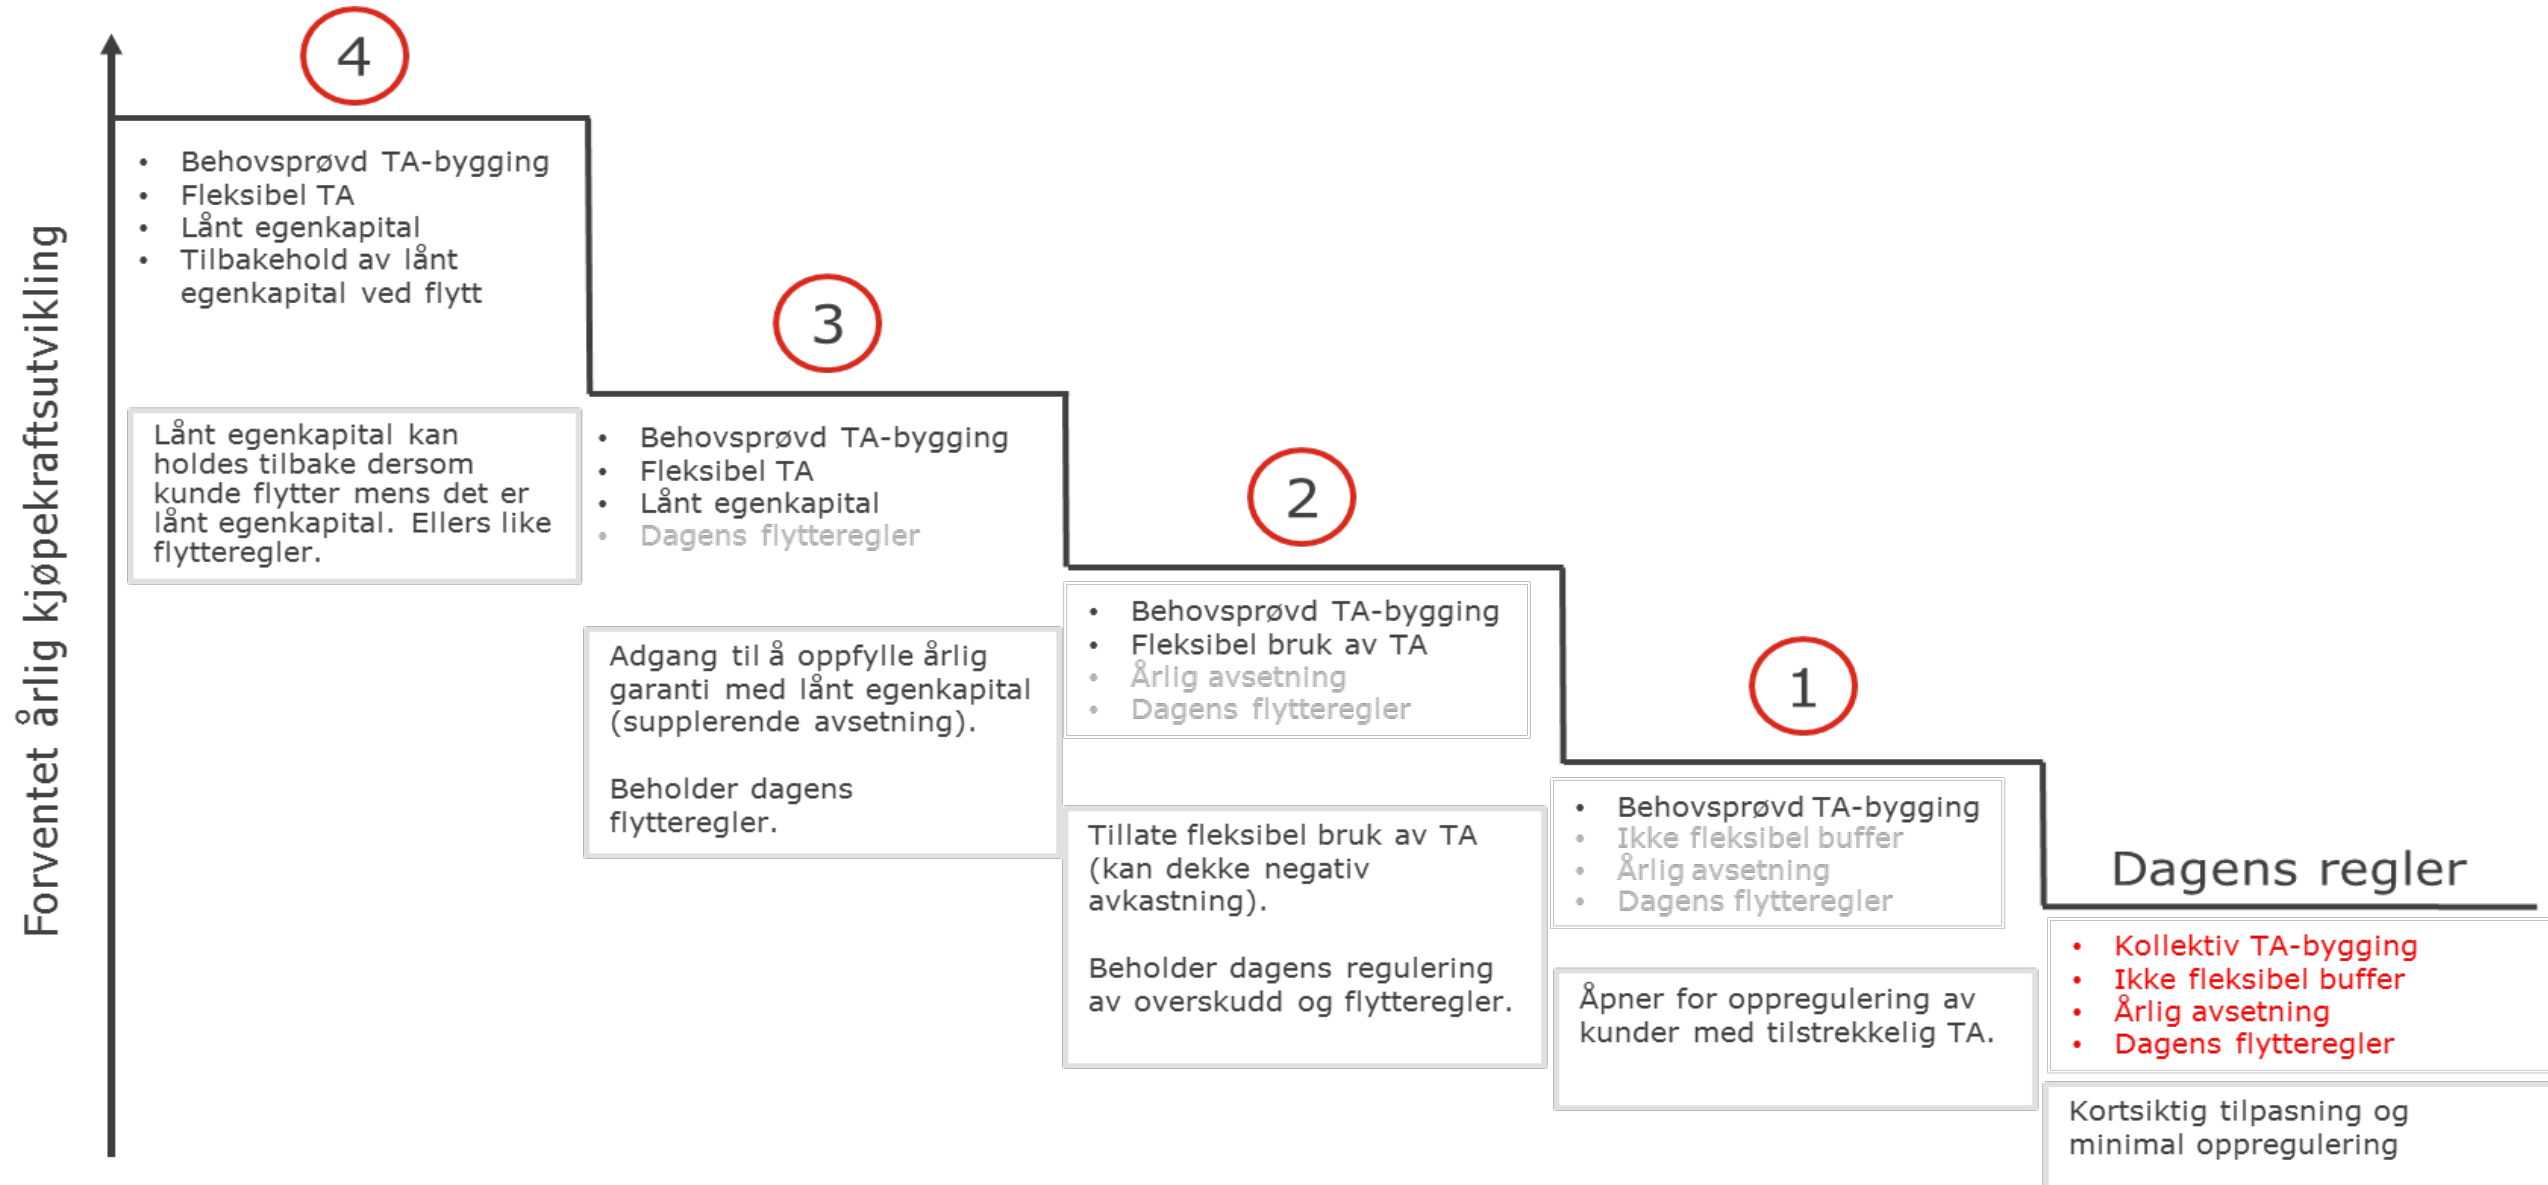 Forventet årlig kjøpekraftsutvikling
4
• Behovsprøvd TA-bygging
• Fleksibel TA
• Lånt egenkapital
• Tilbakehold av lånt
egenkapital ved flytt
Lånt egenkapital kan
holdes tilbake dersom
kunde flytter mens det er
lånt egenkapital. Ellers like
flytteregler.
3
• Behovsprøvd TA-bygging
• Fleksibel TA
• Lånt egenkapital
• Dagens flytteregler
Adgang til å oppfylle årlig
garanti med lånt egenkapital
(supplerende avsetning).
Beholder dagens
flytteregler.
2
• Behovsprøvd TA-bygging
• Fleksibel bruk av TA
• Årlig avsetning
• Dagens flytteregler
Tillate fleksibel bruk av TA
(kan dekke negativ
avkastning).
Beholder dagens regulering
av overskudd og flytteregler.
1
• Behovsprøvd TA-bygging
• Ikke fleksibel buffer
• Årlig avsetning
• Dagens flytteregler
Åpner for oppregulering av
kunder med tilstrekkelig TA.
Dagens regler
• Kollektiv TA-bygging
• Ikke fleksibel buffer
• Årlig avsetning
• Dagens flytteregler
Kortsiktig tilpasning og
minimal oppregulering